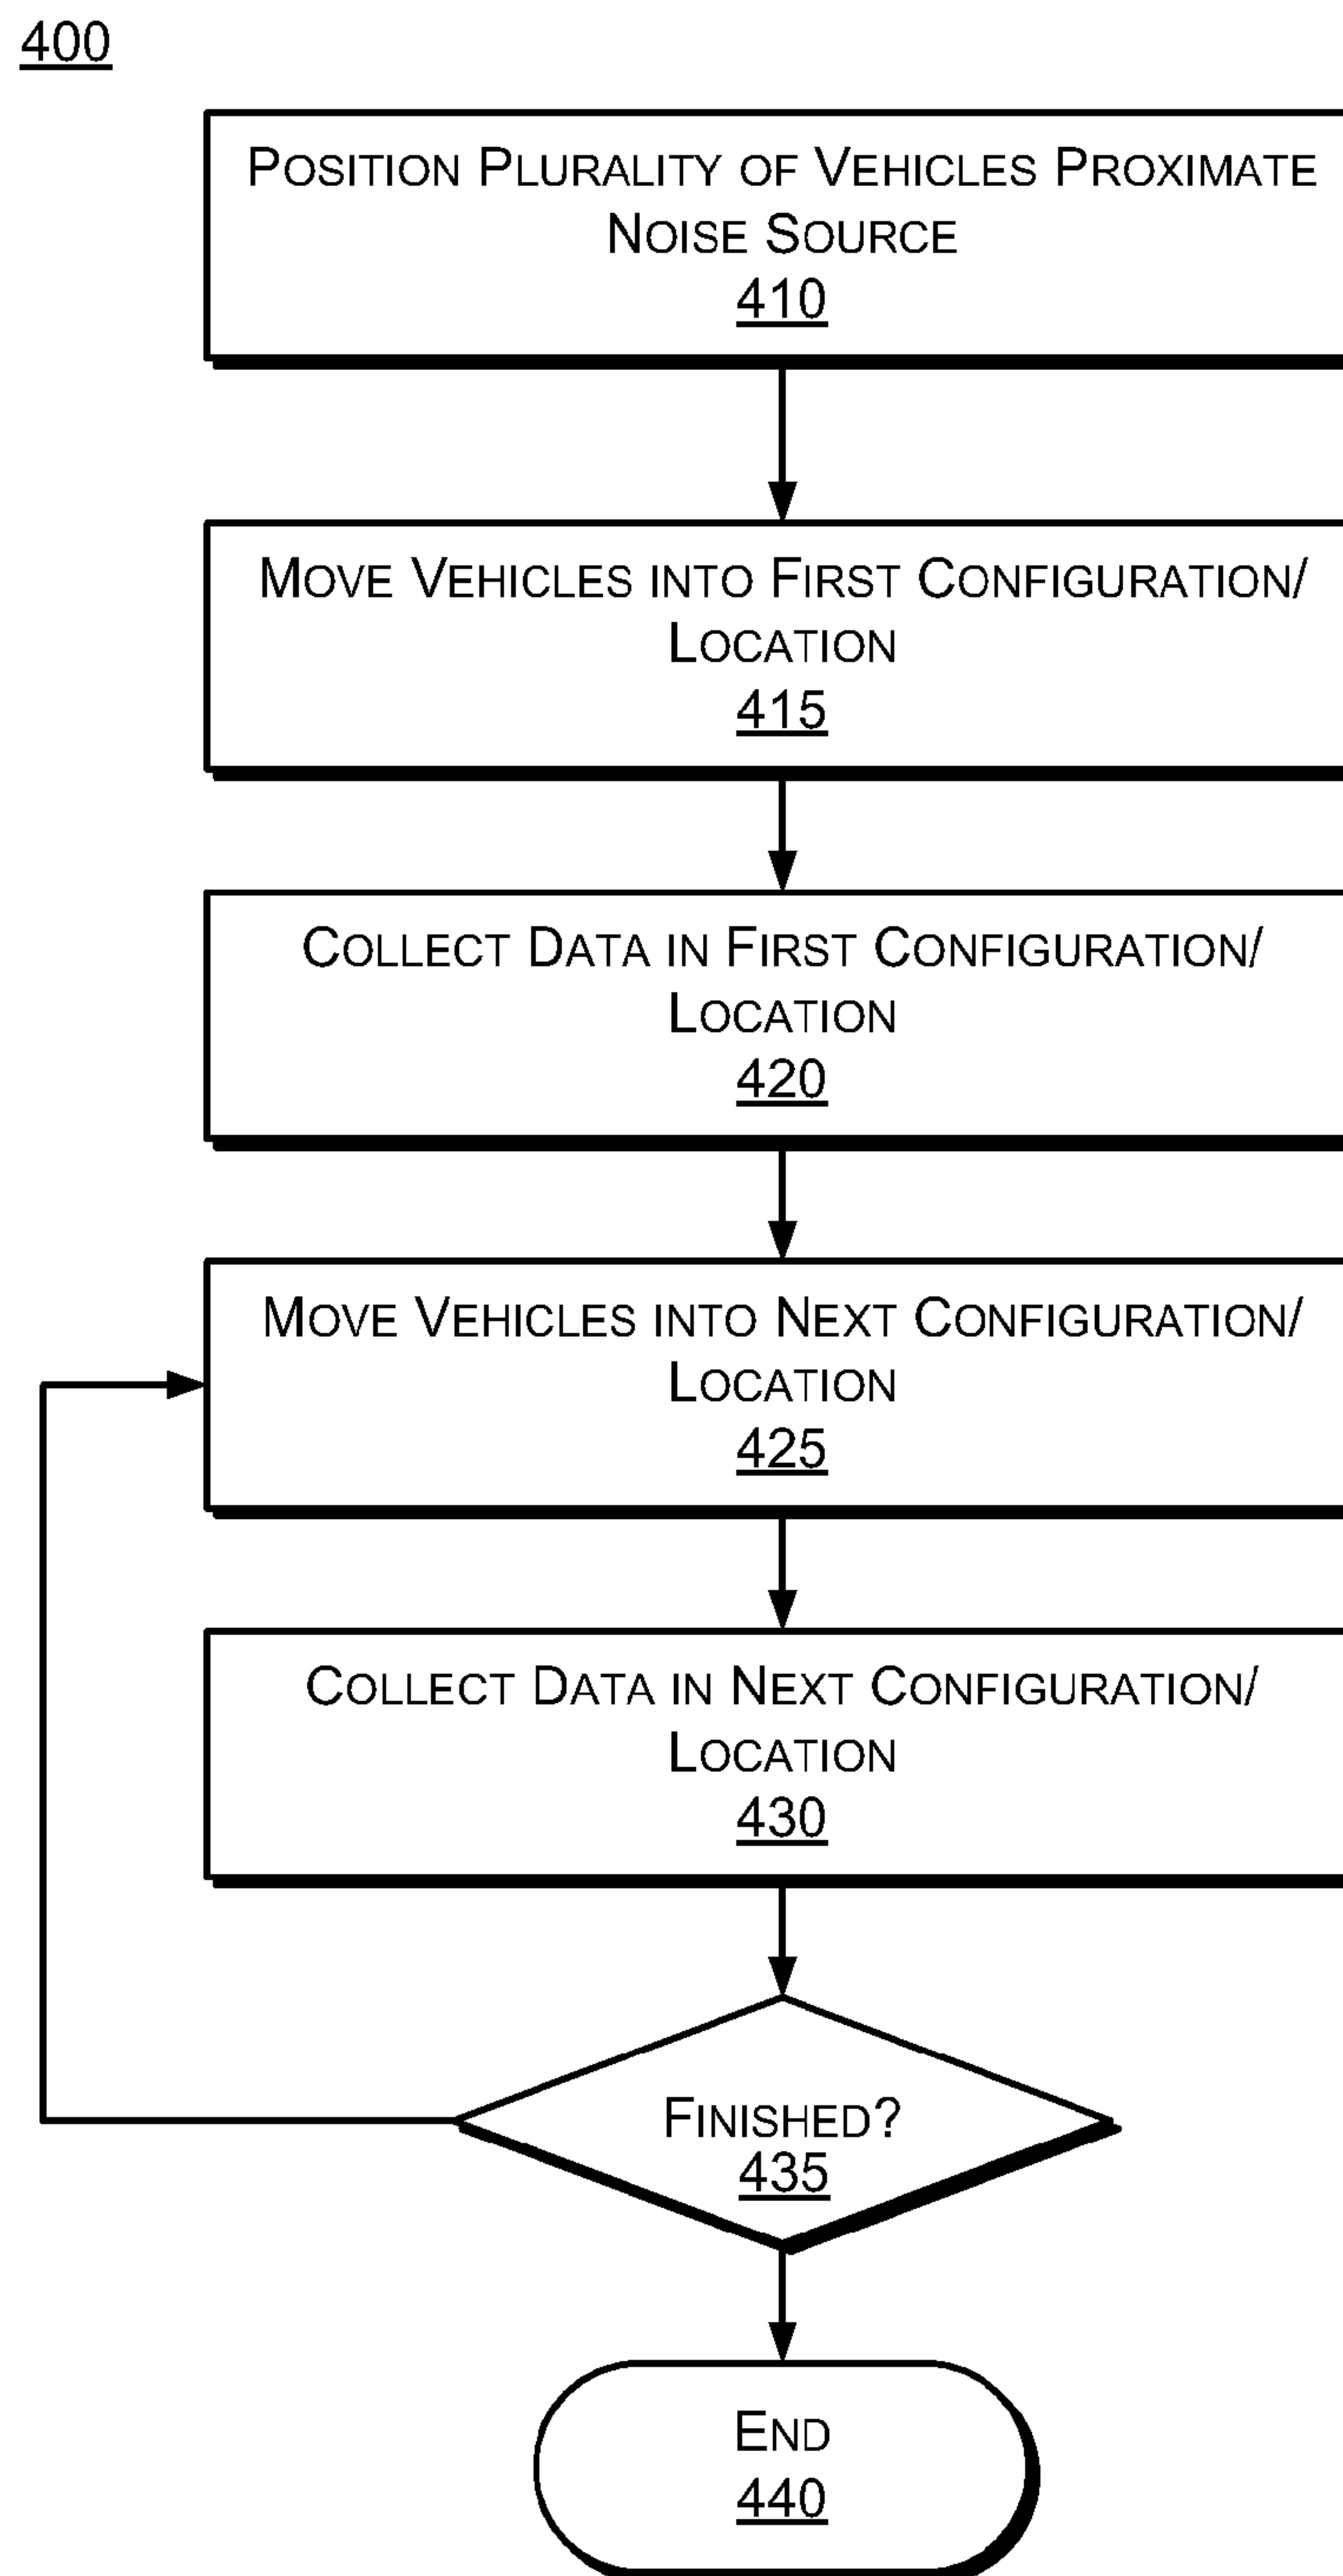 400
Position Plurality of Vehicles Proximate
Noise Source
410
Move Vehicles into First Configuration/
Location
415
Collect Data in First Configuration/
Location
420
Move Vehicles into Next Configuration/
Location
425
Collect Data in Next Configuration/
Location
430
Finished?
435
End
440